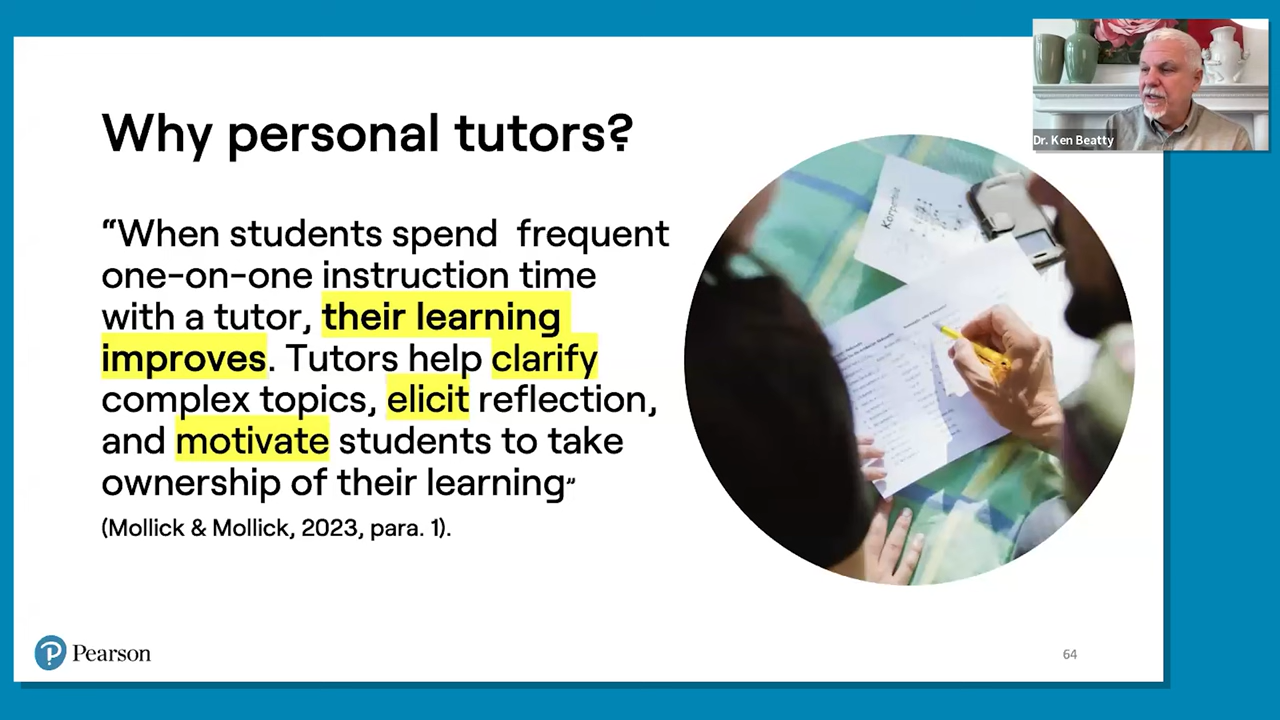 Why personal tutors?
“When students spend  frequent
one-on-one instruction time
with a tutor, their learning
improves. Tutors help clarify
complex topics, elicit reflection,
and motivate students to take
ownership of their learning”
(Mollick & Mollick, 2023, para. 1).
Dr. Ken Beatty
Pearson
64